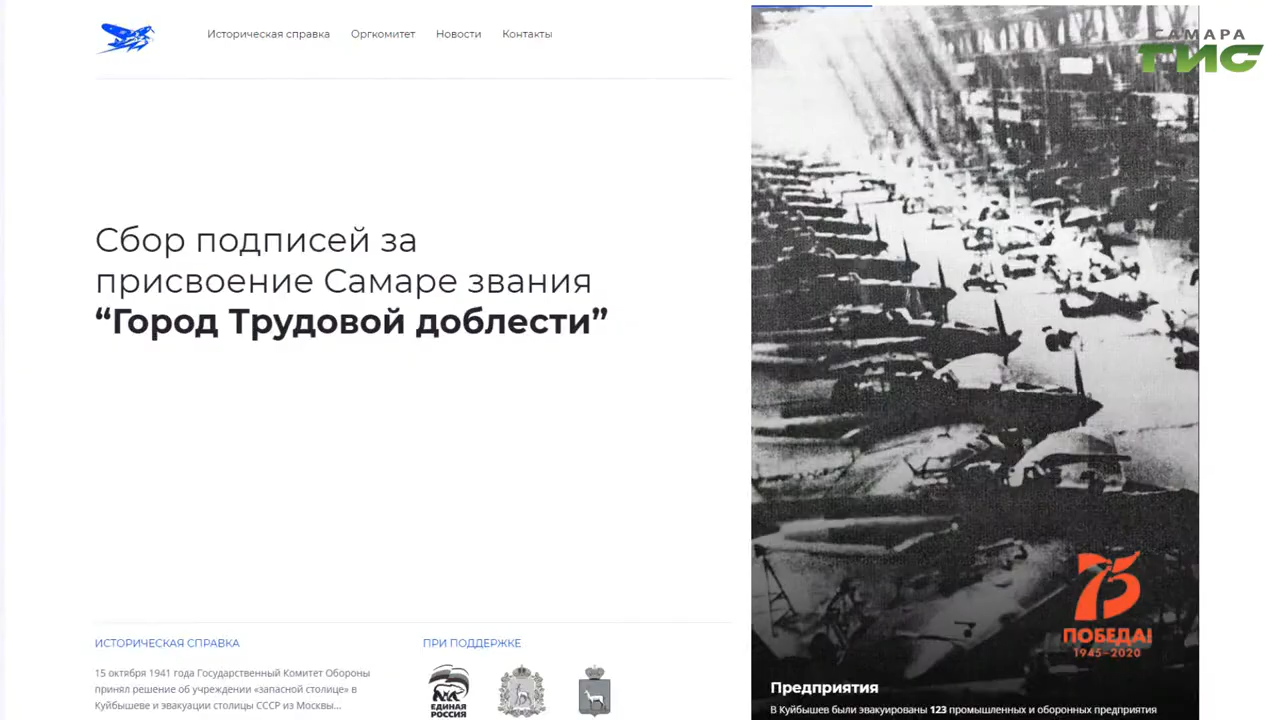 Историческая справка Оргкомитет Новости Контакты
САМАРА
ГИС
Сбор подписей за
присвоение Самаре звания
“Город Трудовой доблести”
75
ПОБЕДА!
1945–2020
ИСТОРИЧЕСКАЯ СПРАВКА
15 октября 1941 года Государственный Комитет Обороны
принял решение об учреждении «запасной столице» в
Куйбышеве и эвакуации столицы СССР из Москвы...
ПРИ ПОДДЕРЖКЕ
ЕДИНАЯ
РОССИЯ
Предприятия
В Куйбышев были эвакуированы 123 промышленных и оборонных предприятия